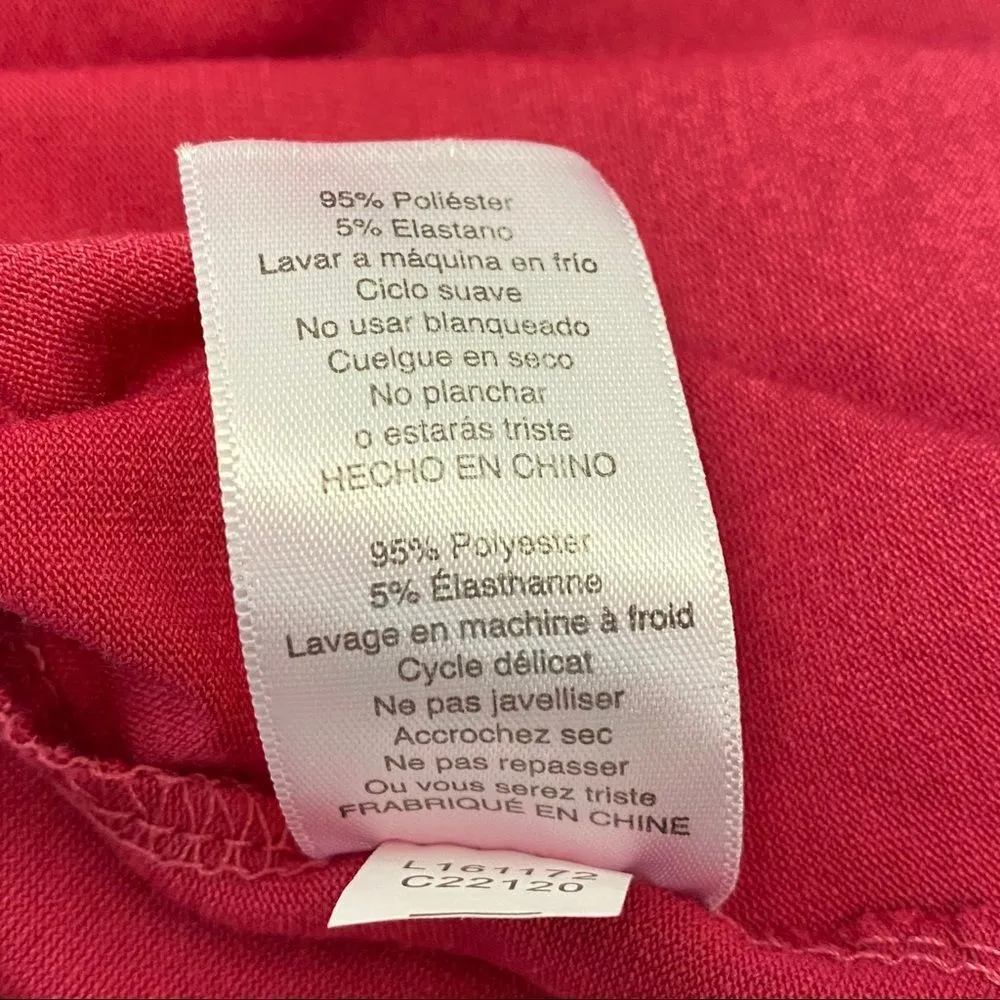 95% Poliéster
5% Elastano
Lavar a máquina en frío
Ciclo suave
No usar blanqueado
Cuelgue en seco
No planchar
o estarás triste
HECHO EN CHINO
95% Polyester
5% Élasthanne
Lavage en machine à froid
Cycle délicat
Ne pas javelliser
Accrochez sec
Ne pas repasser
Ou vous serez triste
FRABRIQUÉ EN CHINE
L161172
C22120